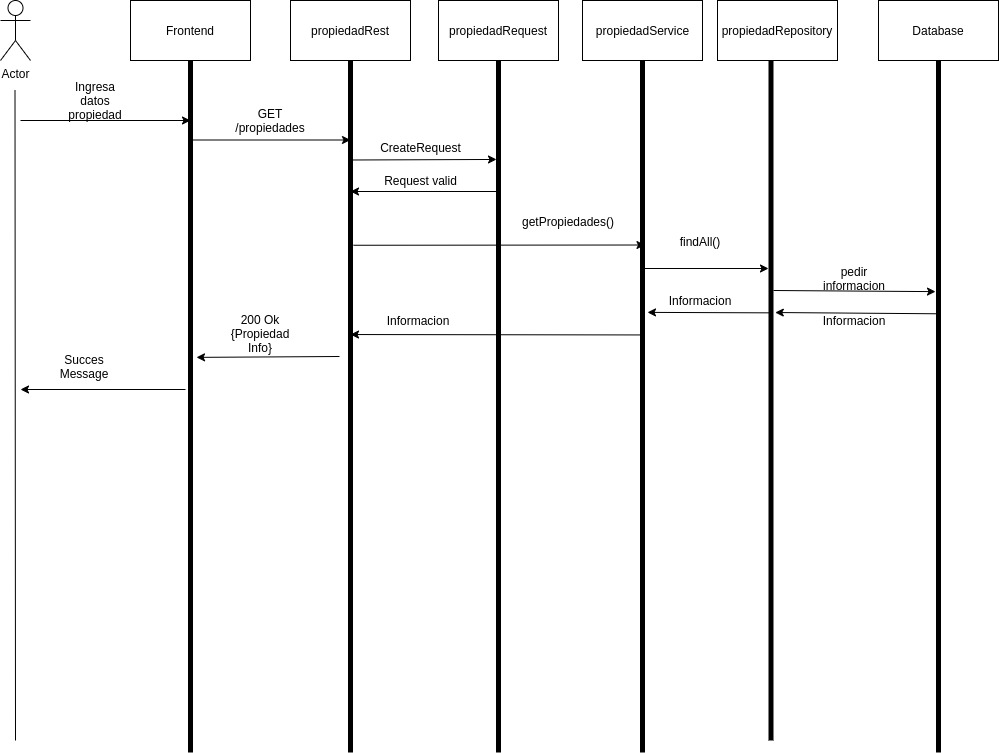 Frontend
propiedadRest
propiedadRequest
propiedadService
propiedadRepository
Database
Actor
Ingresa
datos
propiedad
GET
/propiedades
CreateRequest
Request valid
getPropiedades()
findAll()
pedir
informacion
Informacion
Informacion
Informacion
200 Ok
{Propiedad
Info}
Succes
Message